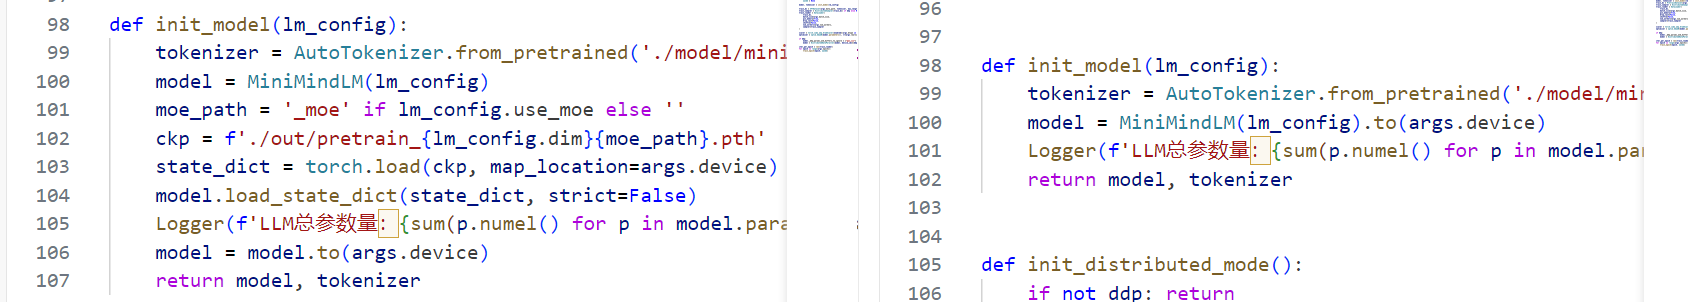 98 def init_model(lm_config):
99 tokenizer = AutoTokenizer.from_pretrained('./model/mini
100 model = MiniMindLM(lm_config)
101 moe_path = '_moe' if lm_config.use_moe else ''
102 ckp = f'./out/pretrain_{lm_config.dim}{moe_path}.pth'
103 state_dict = torch.load(ckp, map_location=args.device)
104 model.load_state_dict(state_dict, strict=False)
105 Logger(f'LLM总参数量：{sum(p.numel() for p in model.para
106 model = model.to(args.device)
107 return model, tokenizer
96
97
98 def init_model(lm_config):
99 tokenizer = AutoTokenizer.from_pretrained('./model/min
100 model = MiniMindLM(lm_config).to(args.device)
101 Logger(f'LLM总参数量：{sum(p.numel() for p in model.par
102 return model, tokenizer
103
104
105 def init_distributed_mode():
106 if not ddp: return